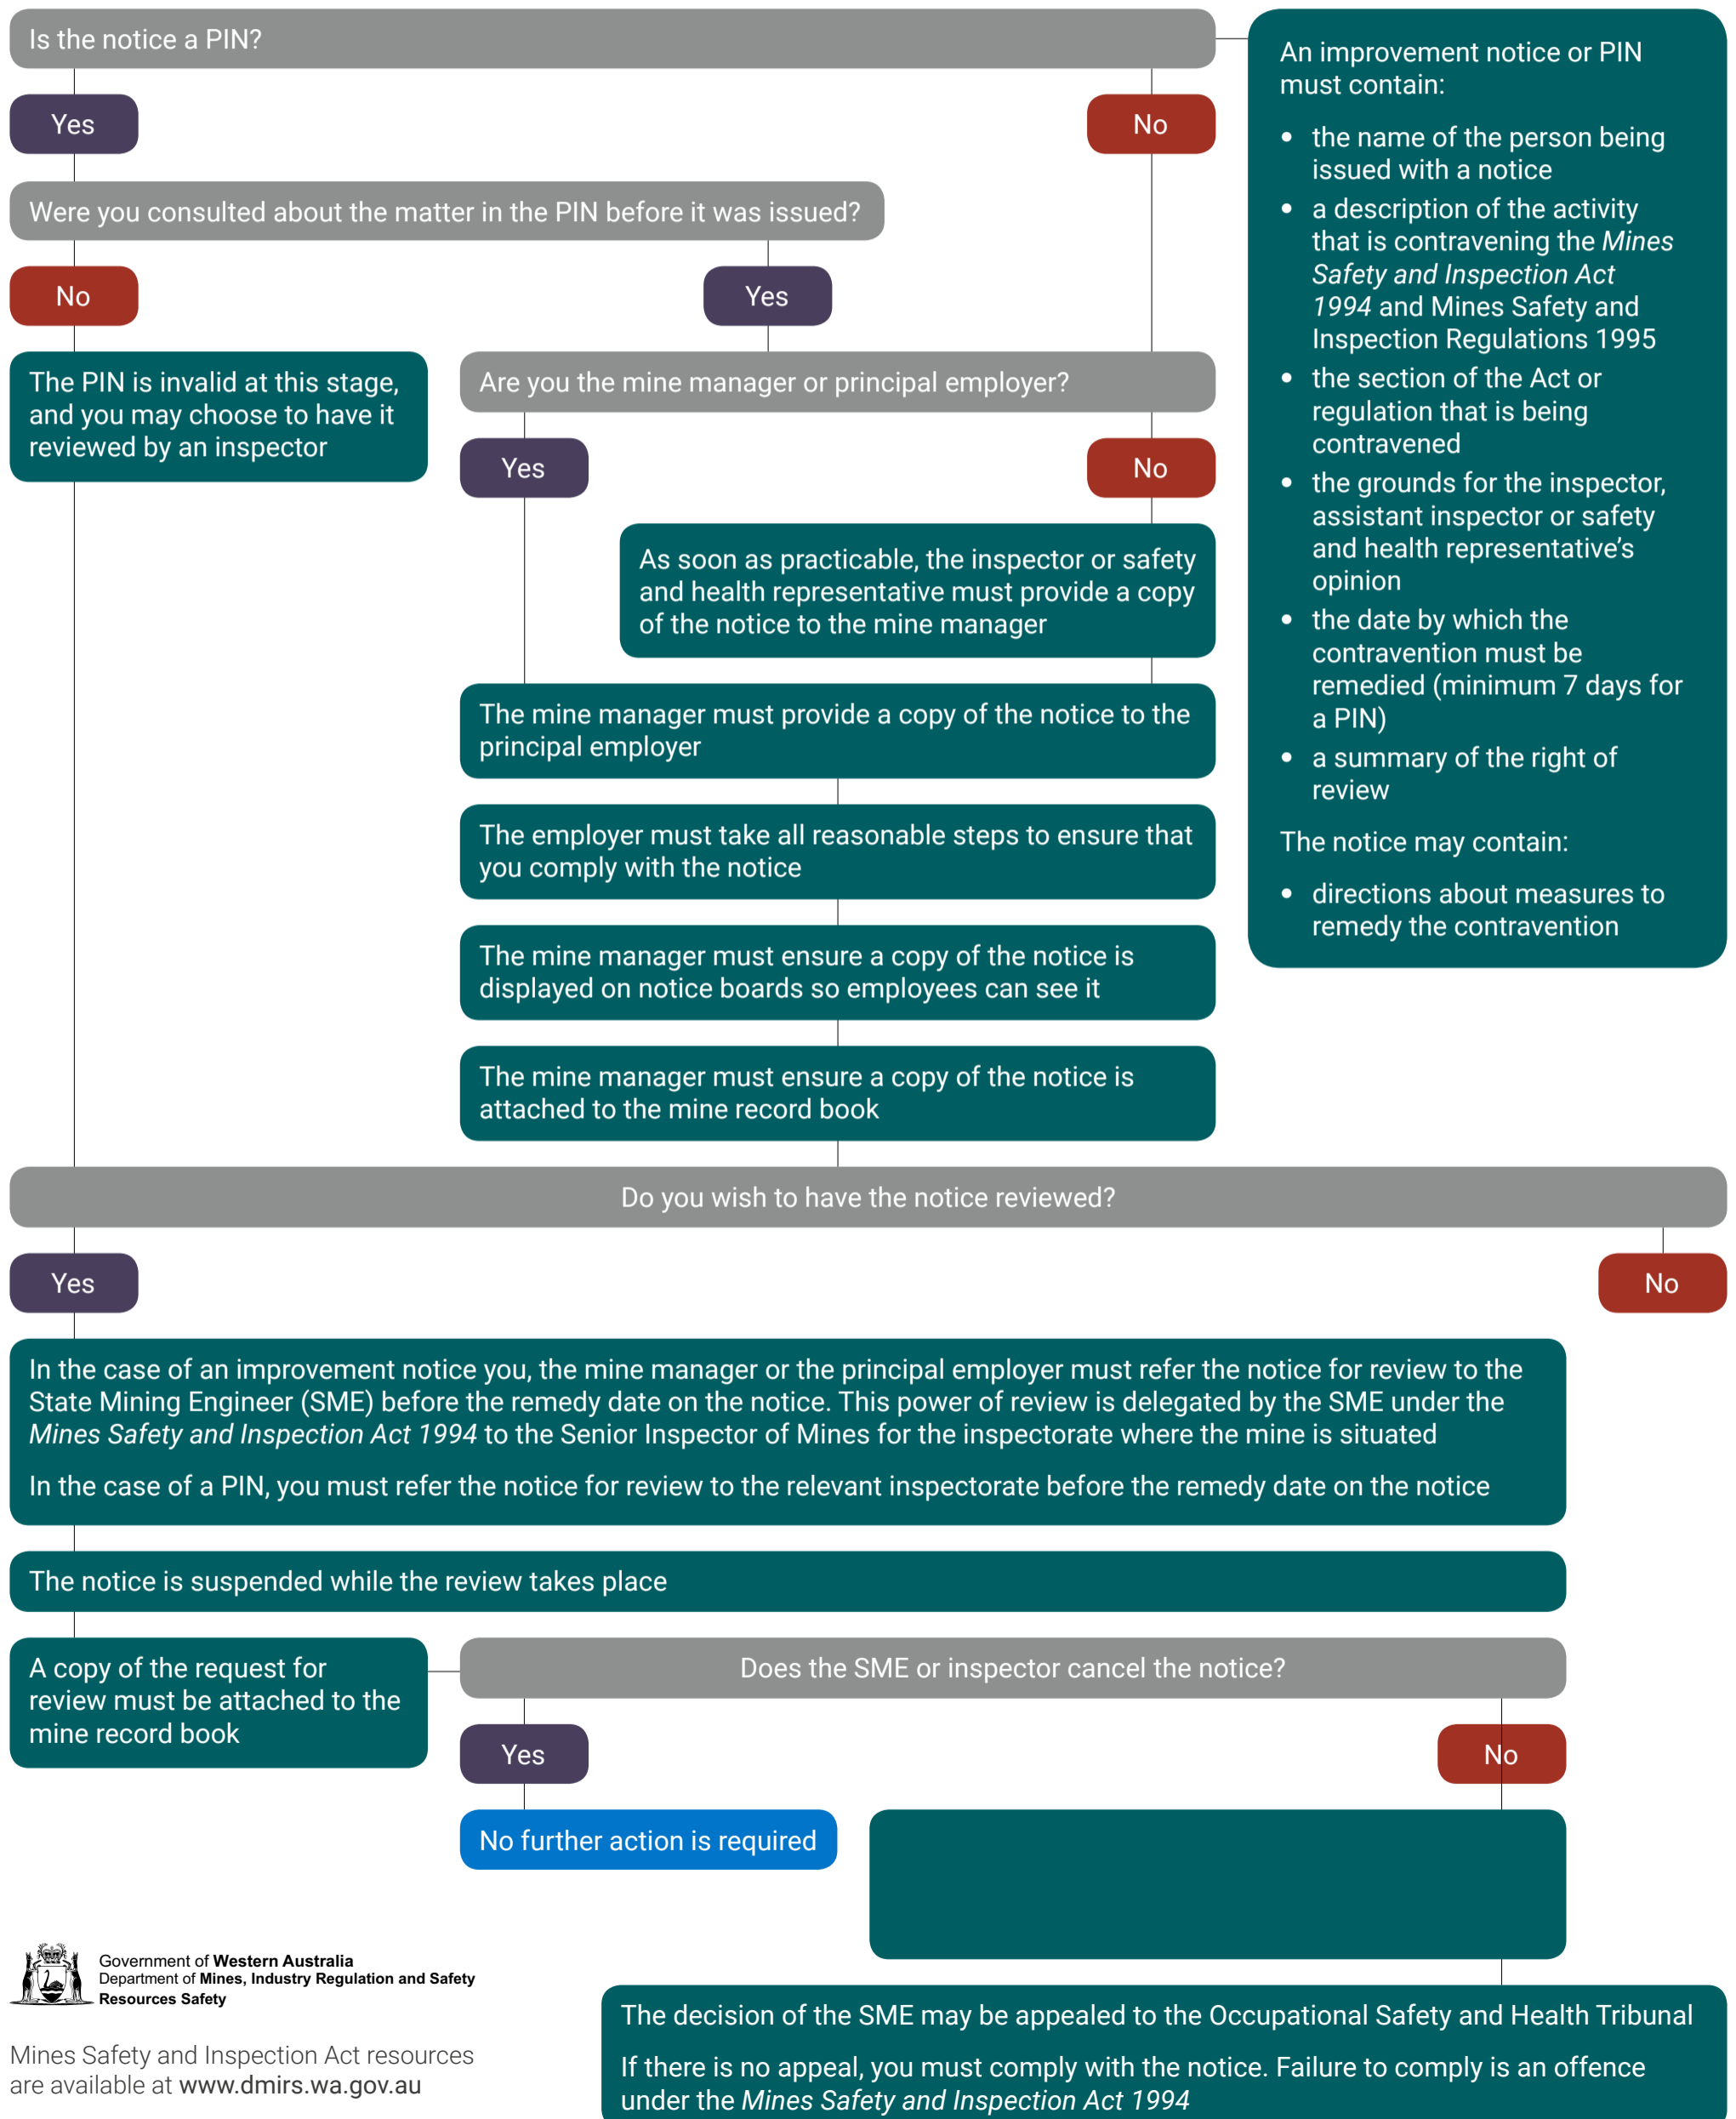 Is the notice a PIN?
Yes
No
Were you consulted about the matter in the PIN before it was issued?
No
Yes
The PIN is invalid at this stage,
and you may choose to have it
reviewed by an inspector
Are you the mine manager or principal employer?
Yes
No
As soon as practicable, the inspector or safety
and health representative must provide a copy
of the notice to the mine manager
The mine manager must provide a copy of the notice to the
principal employer
The employer must take all reasonable steps to ensure that
you comply with the notice
The mine manager must ensure a copy of the notice is
displayed on notice boards so employees can see it
The mine manager must ensure a copy of the notice is
attached to the mine record book
An improvement notice or PIN
must contain:
• the name of the person being
issued with a notice
• a description of the activity
that is contravening the Mines
Safety and Inspection Act
1994 and Mines Safety and
Inspection Regulations 1995
• the section of the Act or
regulation that is being
contravened
• the grounds for the inspector,
assistant inspector or safety
and health representative’s
opinion
• the date by which the
contravention must be
remedied (minimum 7 days for
a PIN)
• a summary of the right of
review
The notice may contain:
• directions about measures to
remedy the contravention
Do you wish to have the notice reviewed?
Yes
No
In the case of an improvement notice you, the mine manager or the principal employer must refer the notice for review to the
State Mining Engineer (SME) before the remedy date on the notice. This power of review is delegated by the SME under the
Mines Safety and Inspection Act 1994 to the Senior Inspector of Mines for the inspectorate where the mine is situated
In the case of a PIN, you must refer the notice for review to the relevant inspectorate before the remedy date on the notice
The notice is suspended while the review takes place
A copy of the request for
review must be attached to the
mine record book
Does the SME or inspector cancel the notice?
Yes
No
No further action is required
The decision of the SME may be appealed to the Occupational Safety and Health Tribunal
If there is no appeal, you must comply with the notice. Failure to comply is an offence
under the Mines Safety and Inspection Act 1994
Government of Western Australia
Department of Mines, Industry Regulation and Safety
Resources Safety
Mines Safety and Inspection Act resources
are available at www.dmirs.wa.gov.au